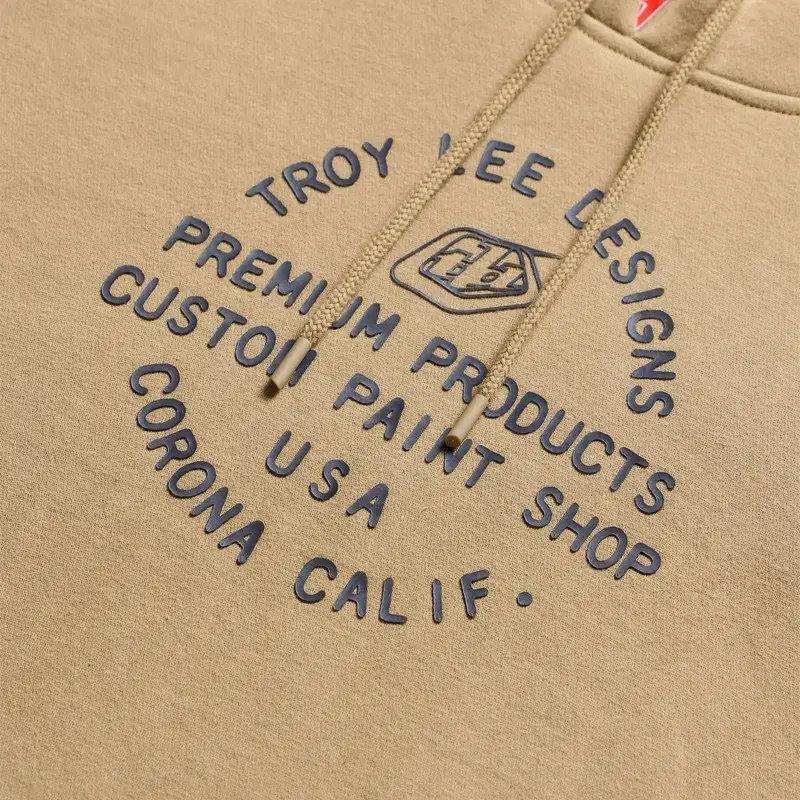 TROY LEE DESIGNS
PREMIUM PRODUCTS
CUSTOM PAINT SHOP
USA
CORONA CALIF.